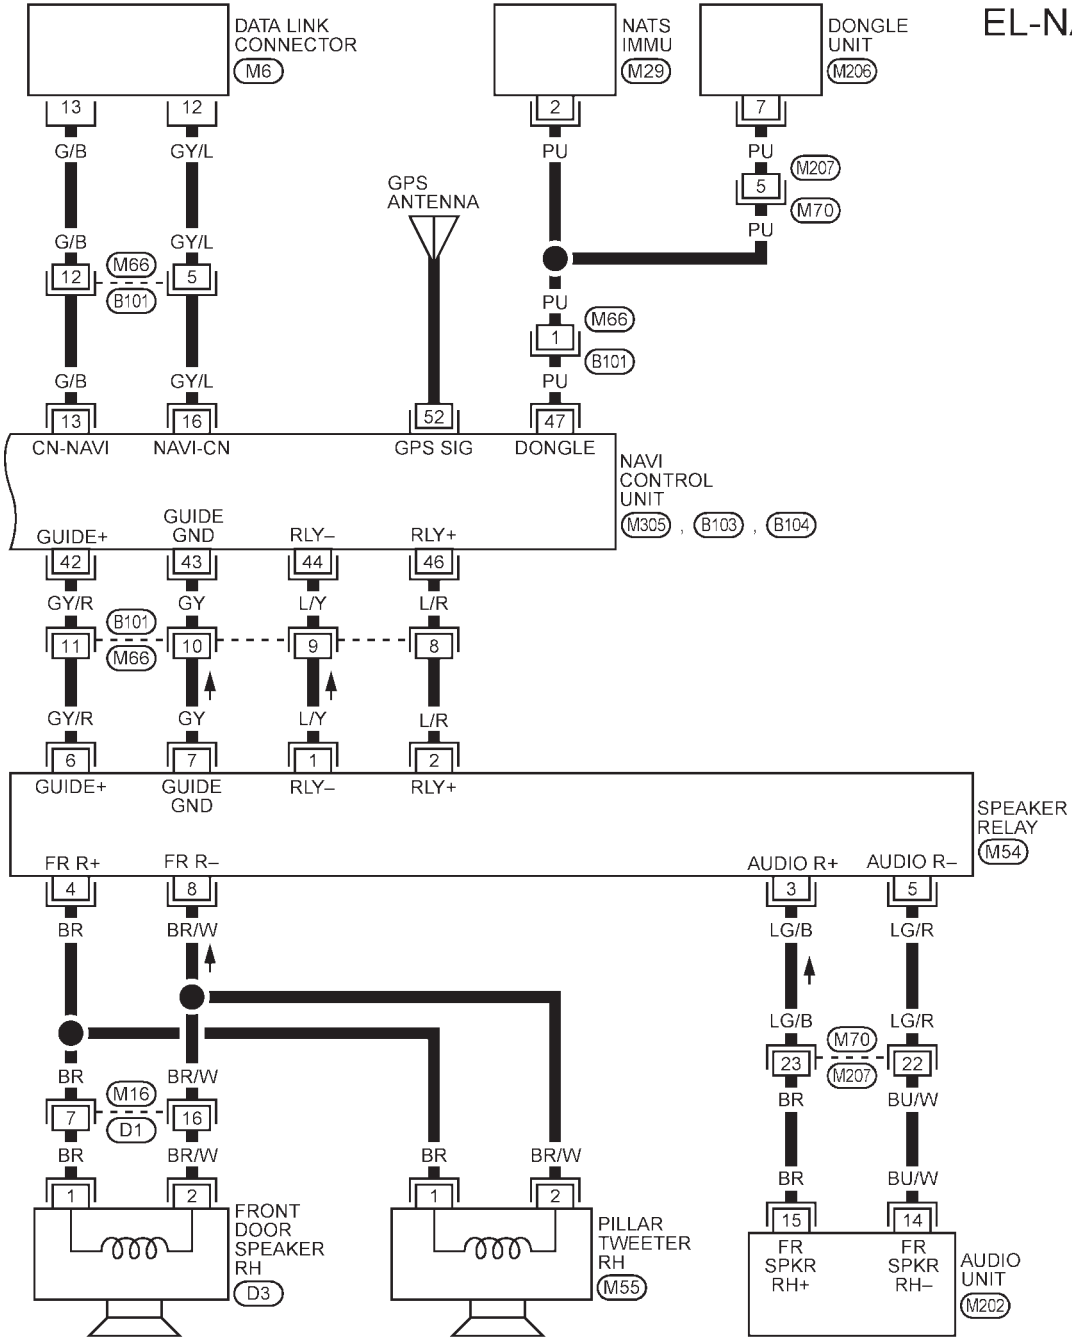 DATA LINK
CONNECTOR
M6
NATS
IMMU
M29
DONGLE
UNIT
M206
EL-NA
13
12
2
7
G/B
GY/L
PU
PU
M207
5
M70
PU
GPS
ANTENNA
G/B
GY/L
M66
12
5
B101
PU
M66
1
B101
G/B
GY/L
PU
13
16
52
47
CN-NAVI
NAVI-CN
GPS SIG
DONGLE
NAVI
CONTROL
UNIT
M305 , B103 , B104
GUIDE+
GUIDE
GND
RLY–
RLY+
42
43
44
46
GY/R
GY
L/Y
L/R
B101
11
10
9
8
M66
GY/R
GY
L/Y
L/R
6
7
1
2
GUIDE+
GUIDE
GND
RLY–
RLY+
SPEAKER
RELAY
M54
FR R+
FR R–
AUDIO R+
AUDIO R–
4
8
3
5
BR
BR/W
LG/B
LG/R
LG/B
LG/R
M70
23
22
M207
BR
BR/W
M16
7
16
D1
BR
BU/W
BR
BR/W
BR
BR/W
BR
BU/W
1
2
1
2
15
14
FRONT
DOOR
SPEAKER
RH
D3
PILLAR
TWEETER
RH
M55
FR
SPKR
RH+
FR
SPKR
RH–
AUDIO
UNIT
M202